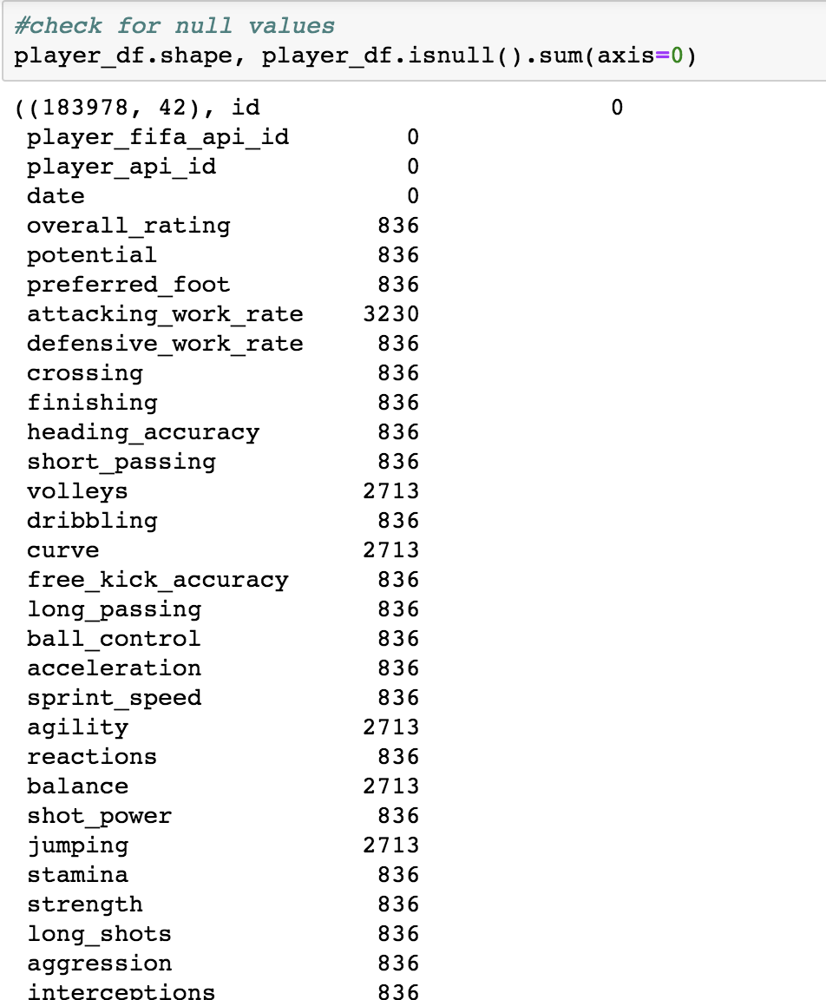 #check for null values
player_df.shape, player_df.isnull().sum(axis=0)
((183978, 42), id                        0
 player_fifa_api_id        0
 player_api_id             0
 date                      0
 overall_rating          836
 potential               836
 preferred_foot          836
 attacking_work_rate    3230
 defensive_work_rate     836
 crossing                836
 finishing               836
 heading_accuracy        836
 short_passing           836
 volleys                2713
 dribbling               836
 curve                  2713
 free_kick_accuracy      836
 long_passing            836
 ball_control            836
 acceleration            836
 sprint_speed            836
 agility                2713
 reactions               836
 balance                2713
 shot_power              836
 jumping                2713
 stamina                 836
 strength                836
 long_shots              836
 aggression              836
 interceptions           836